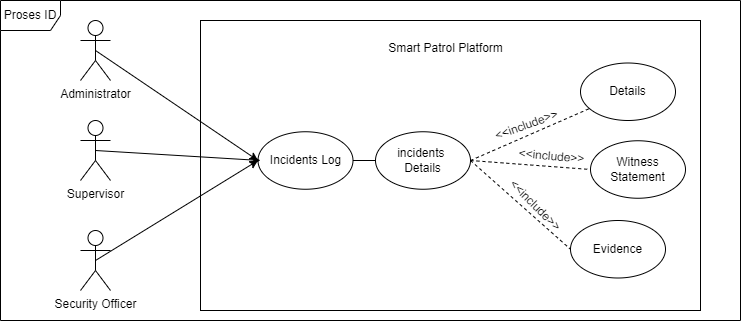 Proses ID
Smart Patrol Platform
Administrator
Details
<<include>>
Incidents Log
incidents
Details
<<include>>
Witness
Statement
Supervisor
<<include>>
Evidence
Security Officer